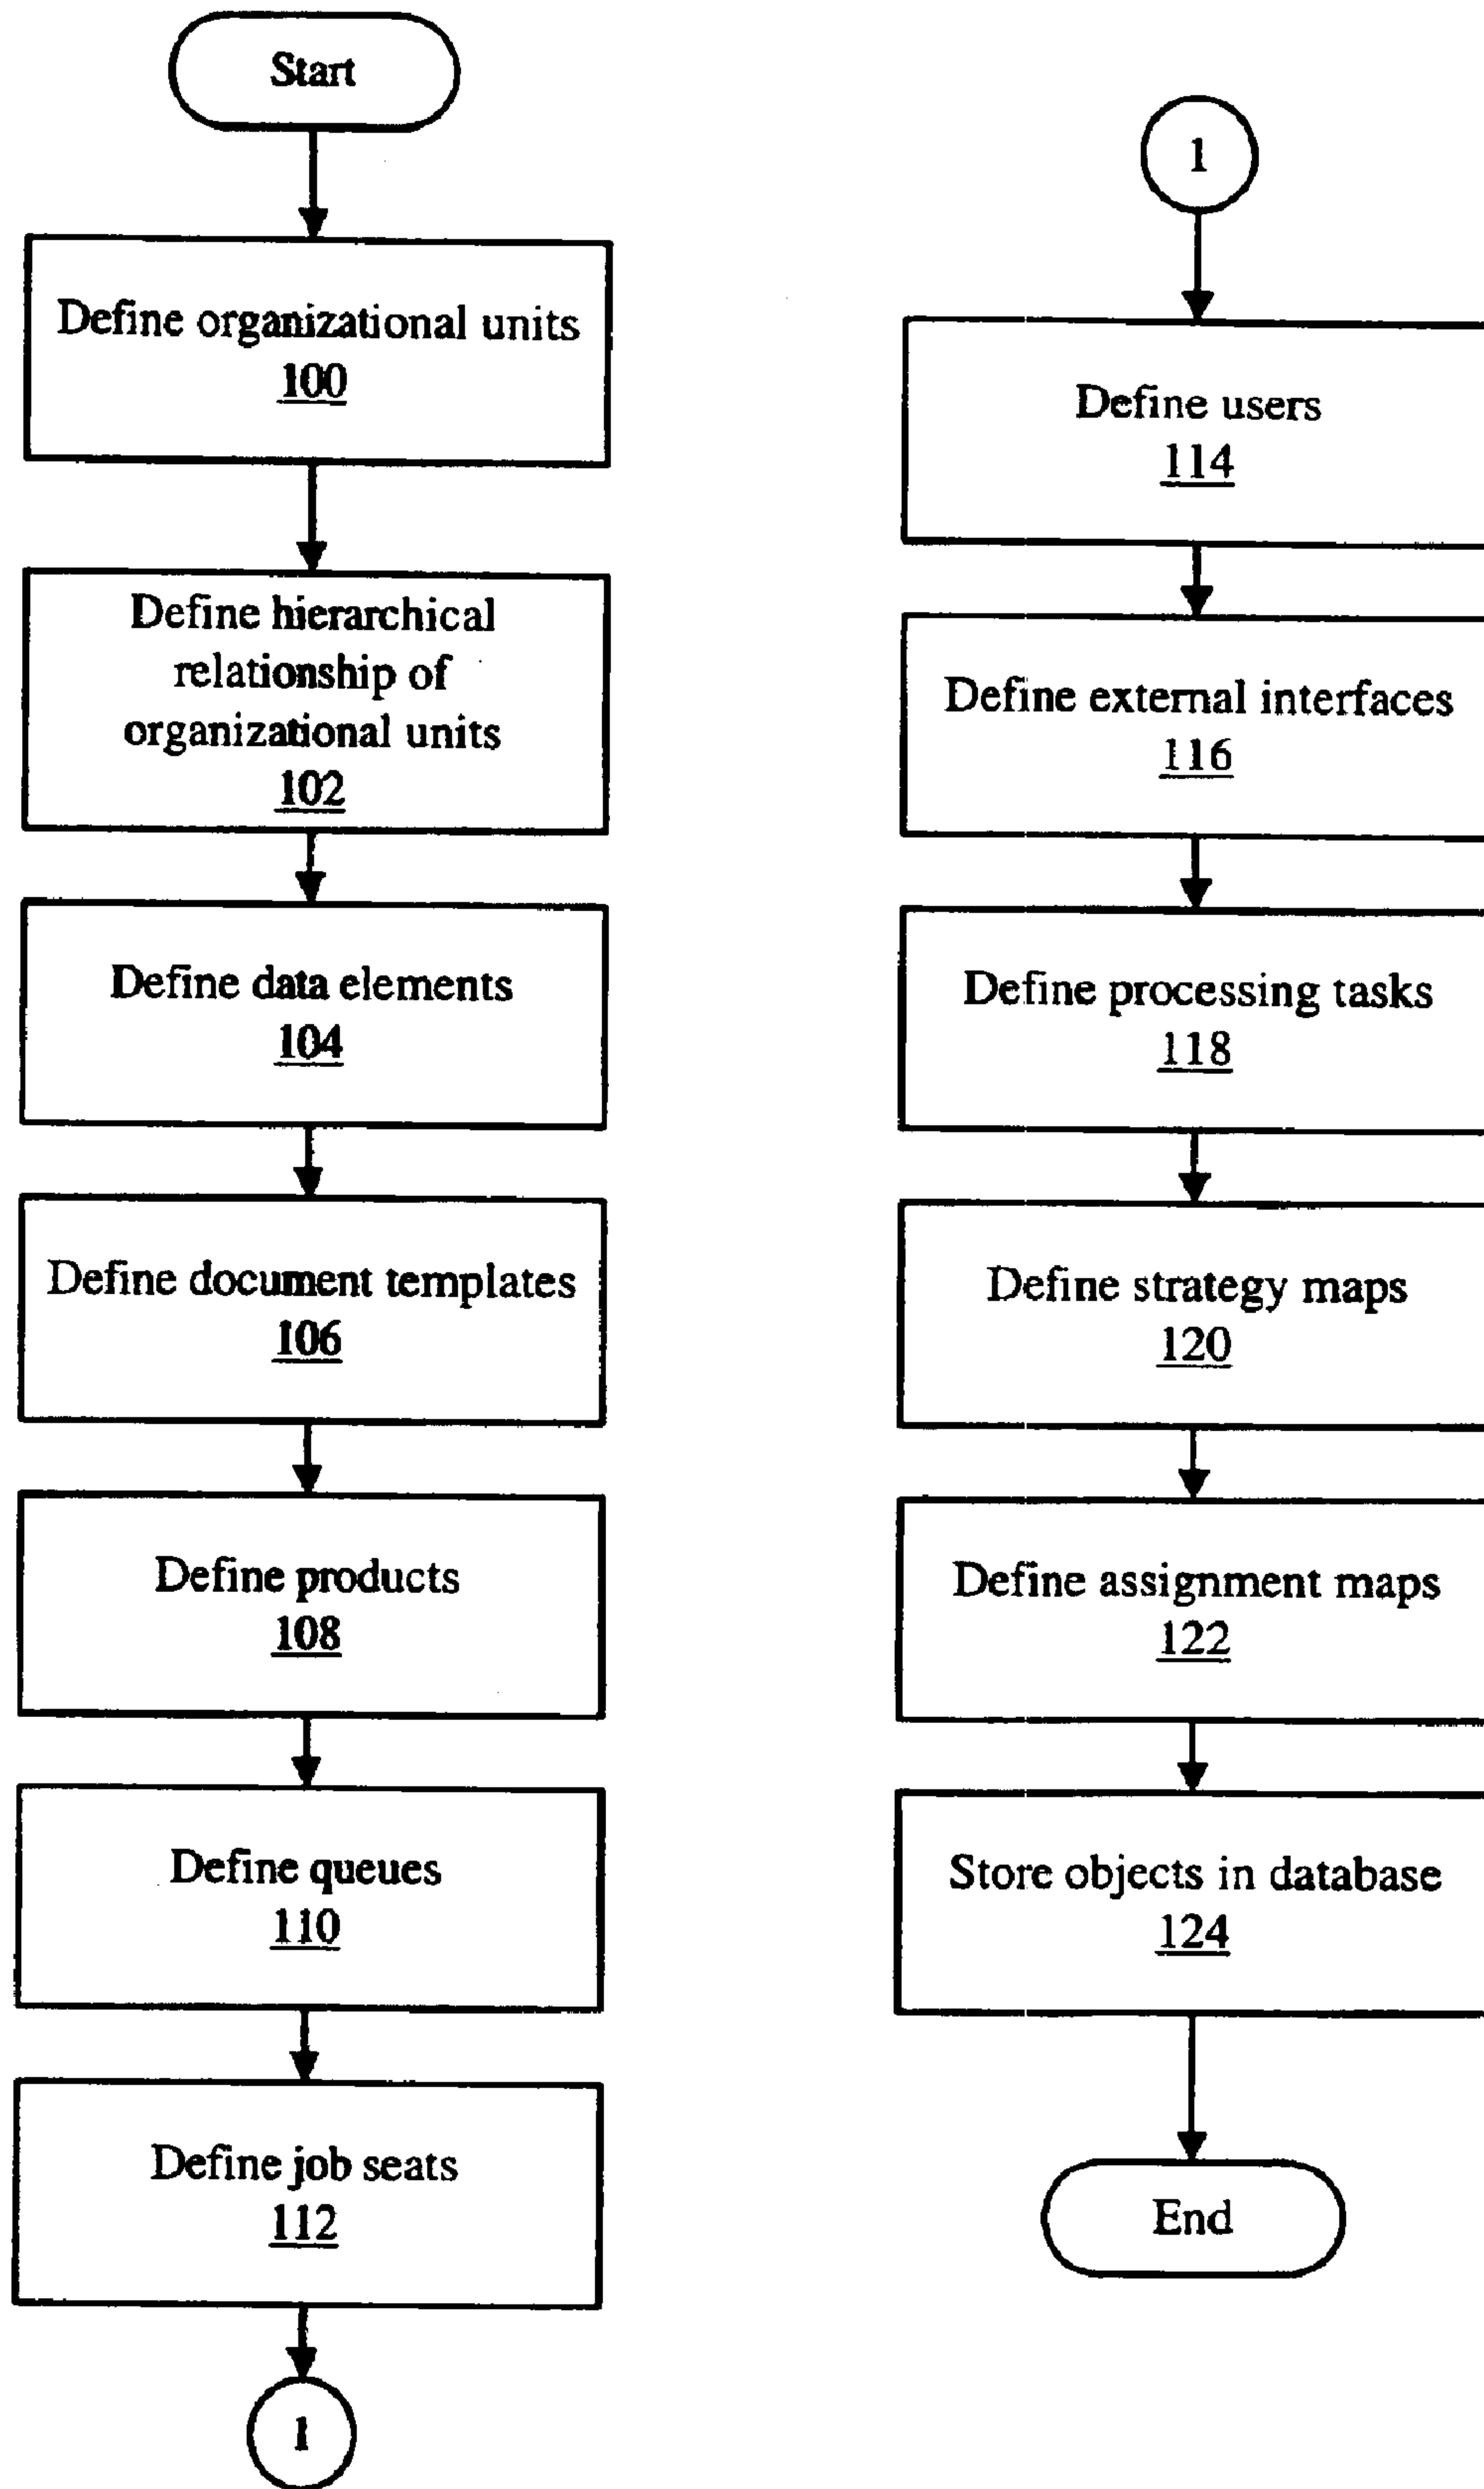 Start
Define organizational units
100
Define hierarchical
relationship of
organizational units
102
Define data elements
104
Define document templates
106
Define products
108
Define queues
110
Define job seats
112
1
1
Define users
114
Define external interfaces
116
Define processing tasks
118
Define strategy maps
120
Define assignment maps
122
Store objects in database
124
End